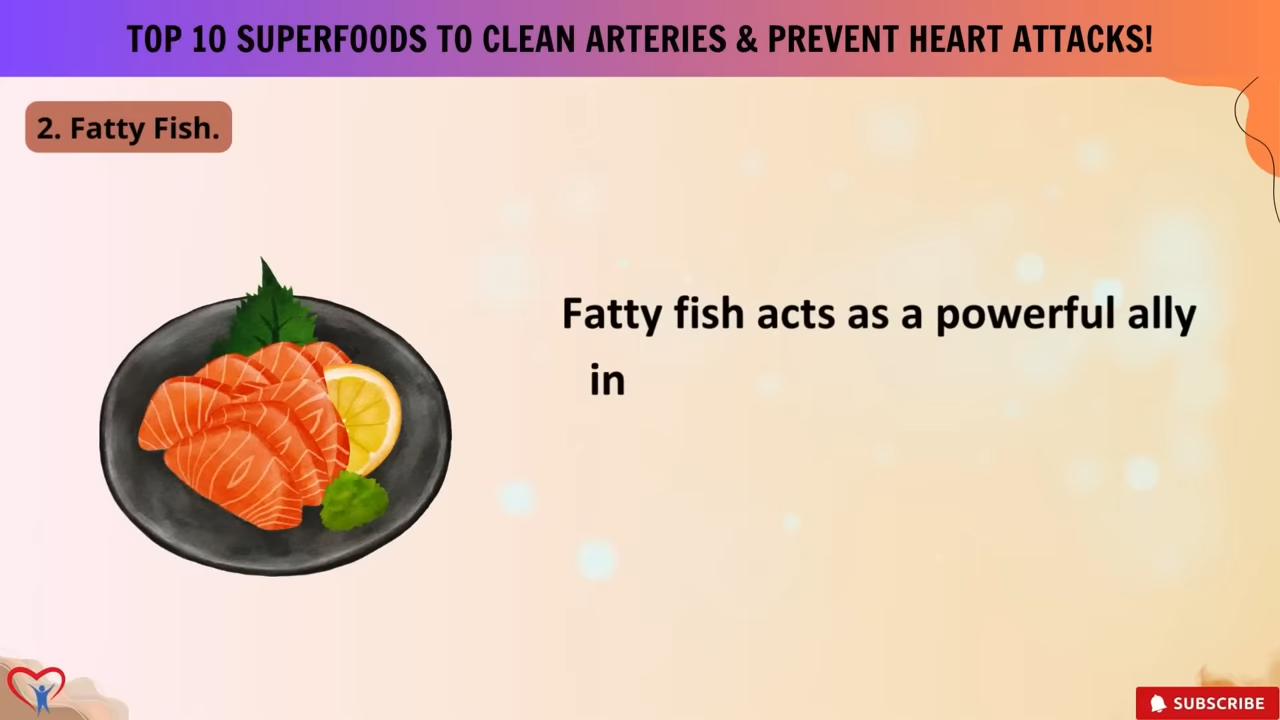 TOP 10 SUPERFOODS TO CLEAN ARTERIES & PREVENT HEART ATTACKS!
2. Fatty Fish.
Fatty fish acts as a powerful ally
in
SUBSCRIBE